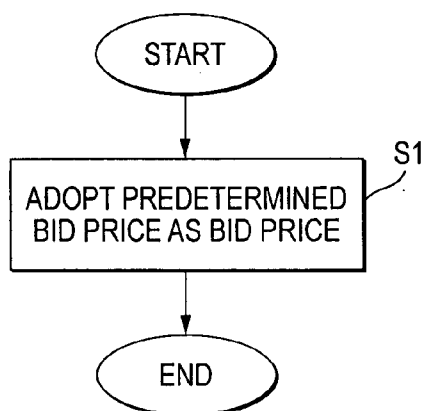 START
S1
ADOPT PREDETERMINED
BID PRICE AS BID PRICE
END